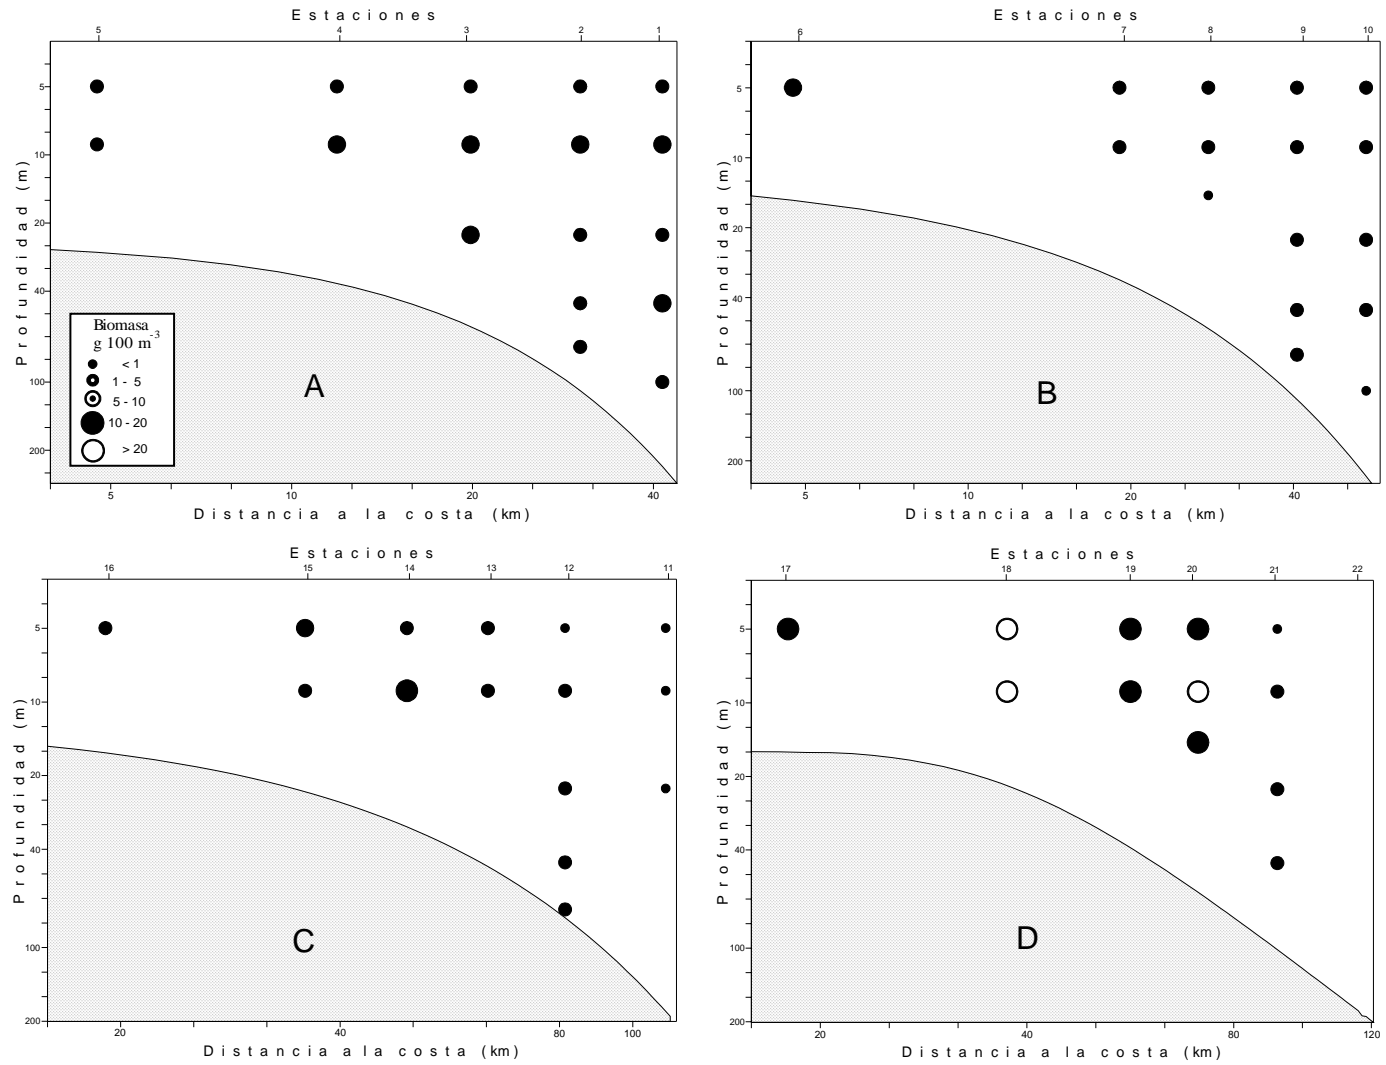 Estaciones
5 4 3 2 1
Profundidad (m)
5
10
20
40
100
200
Biomasa
g 100 m-3
< 1
1 - 5
5 - 10
10 - 20
> 20
A
5 10 20 40
Distancia a la costa (km)
Estaciones
6 7 8 9 10
Profundidad (m)
5
10
20
40
100
200
B
5 10 20 40
Distancia a la costa (km)
Estaciones
16 15 14 13 12 11
Profundidad (m)
5
10
20
40
100
200
C
20 40 80 100
Distancia a la costa (km)
Estaciones
17 18 19 20 21 22
Profundidad (m)
5
10
20
40
100
200
D
20 40 80 120
Distancia a la costa (km)